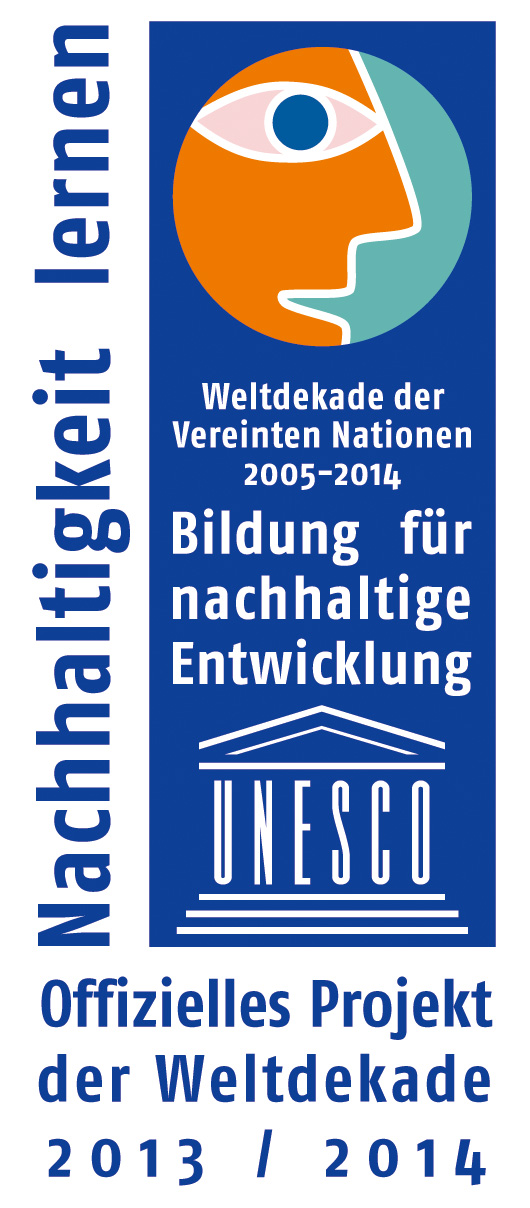 Nachhaltigkeit lernen
Weltdekade der
Vereinten Nationen
2005-2014
Bildung für
nachhaltige
Entwicklung
UNESCO
Offizielles Projekt
der Weltdekade
2013 / 2014